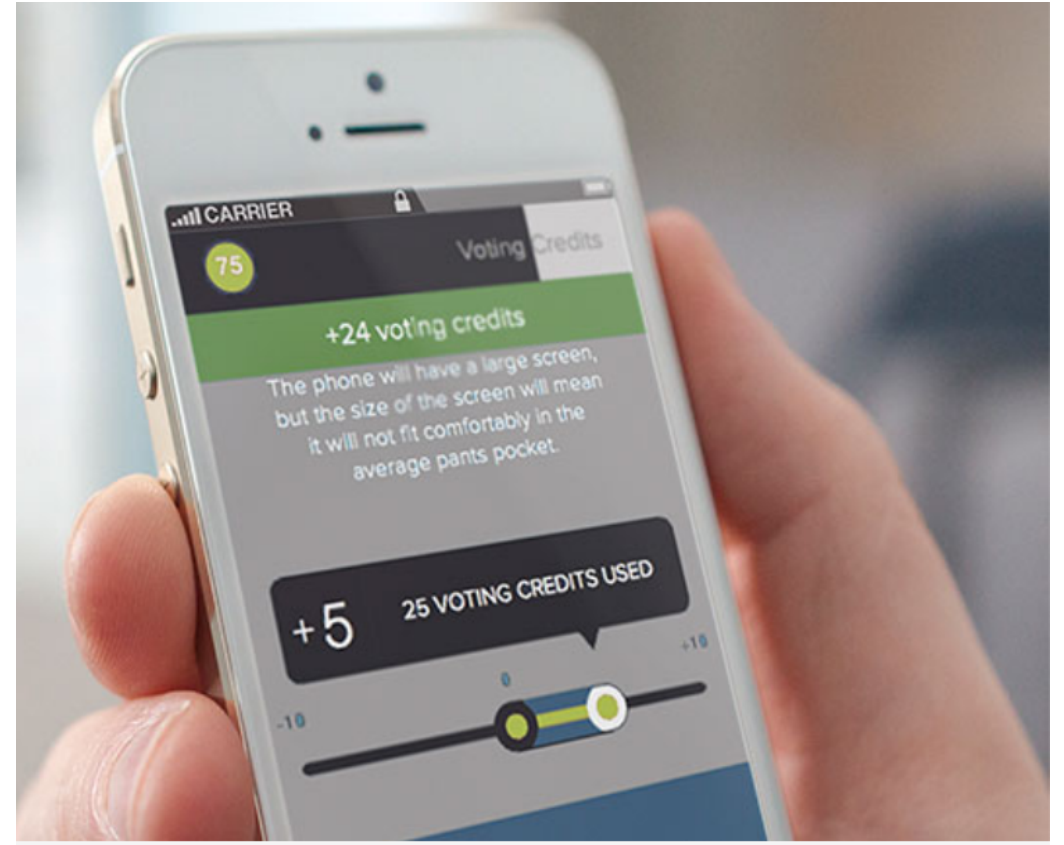 CARRIER
75
Voting Credits
+24 voting credits
The phone will have a large screen,
but the size of the screen will mean
it will not fit comfortably in the
average pants pocket.
+5 25 VOTING CREDITS USED
-10 0 +10